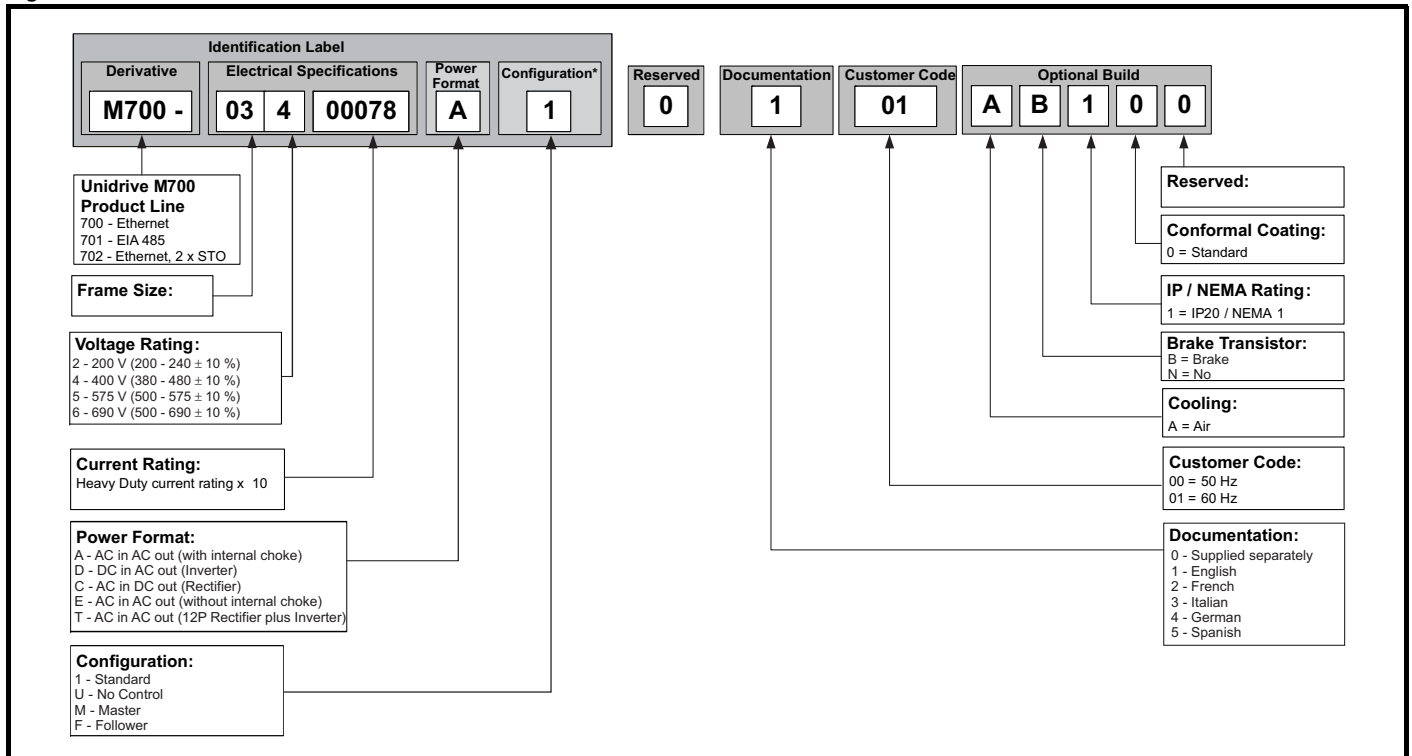 Identification Label
Derivative
Electrical Specifications
Power
Format
Configuration*
Reserved
Documentation
Customer Code
Optional Build
M700 -
03
4
00078
A
1
0
1
01
A
B
1
0
0
Unidrive M700
Product Line
700 - Ethernet
701 - EIA 485
702 - Ethernet, 2 x STO
Frame Size:
Voltage Rating:
2 - 200 V (200 - 240 ± 10 %)
4 - 400 V (380 - 480 ± 10 %)
5 - 575 V (500 - 575 ± 10 %)
6 - 690 V (500 - 690 ± 10 %)
Current Rating:
Heavy Duty current rating x 10
Power Format:
A - AC in AC out (with internal choke)
D - DC in AC out (Inverter)
C - AC in DC out (Rectifier)
E - AC in AC out (without internal choke)
T - AC in AC out (12P Rectifier plus Inverter)
Configuration:
1 - Standard
U - No Control
M - Master
F - Follower
Reserved:
Conformal Coating:
0 = Standard
IP / NEMA Rating:
1 = IP20 / NEMA 1
Brake Transistor:
B = Brake
N = No
Cooling:
A = Air
Customer Code:
00 = 50 Hz
01 = 60 Hz
Documentation:
0 - Supplied separately
1 - English
2 - French
3 - Italian
4 - German
5 - Spanish